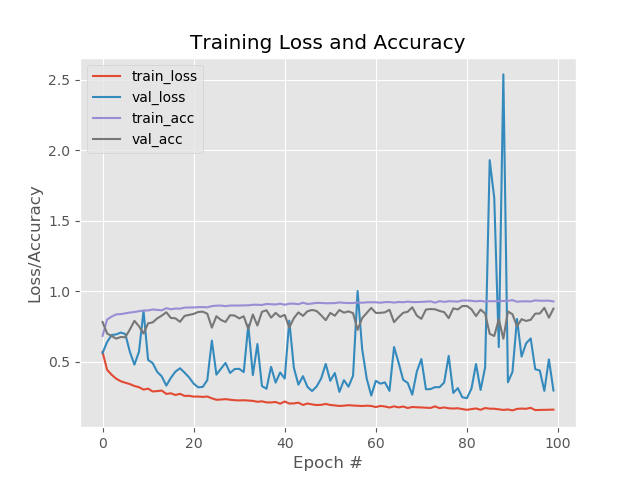 Training Loss and Accuracy
train_loss
val_loss
train_acc
val_acc
2.5
2.0
1.5
1.0
0.5
Loss/Accuracy
0 20 40 60 80 100
Epoch #